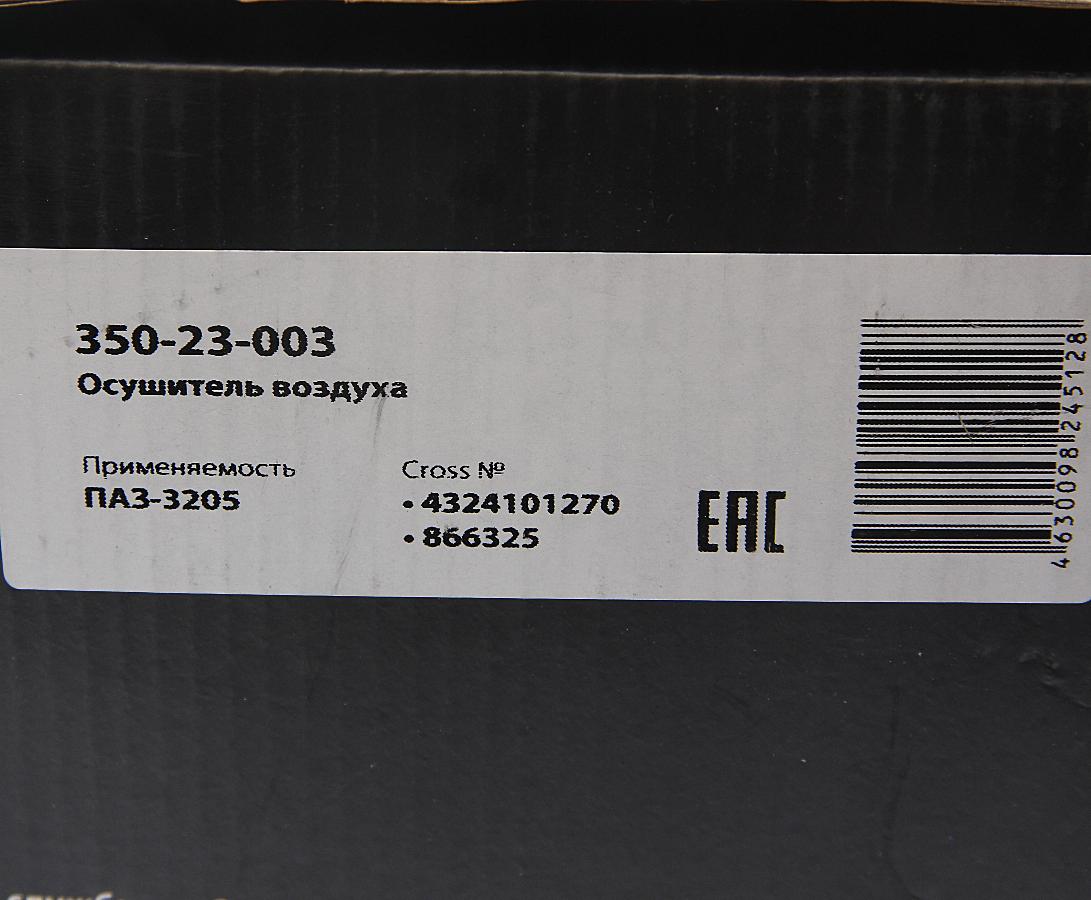 350-23-003
Осушитель воздуха
Применяемость
ПАЗ-3205
Cross №
• 4324101270
• 866325
EAC
4630098245128